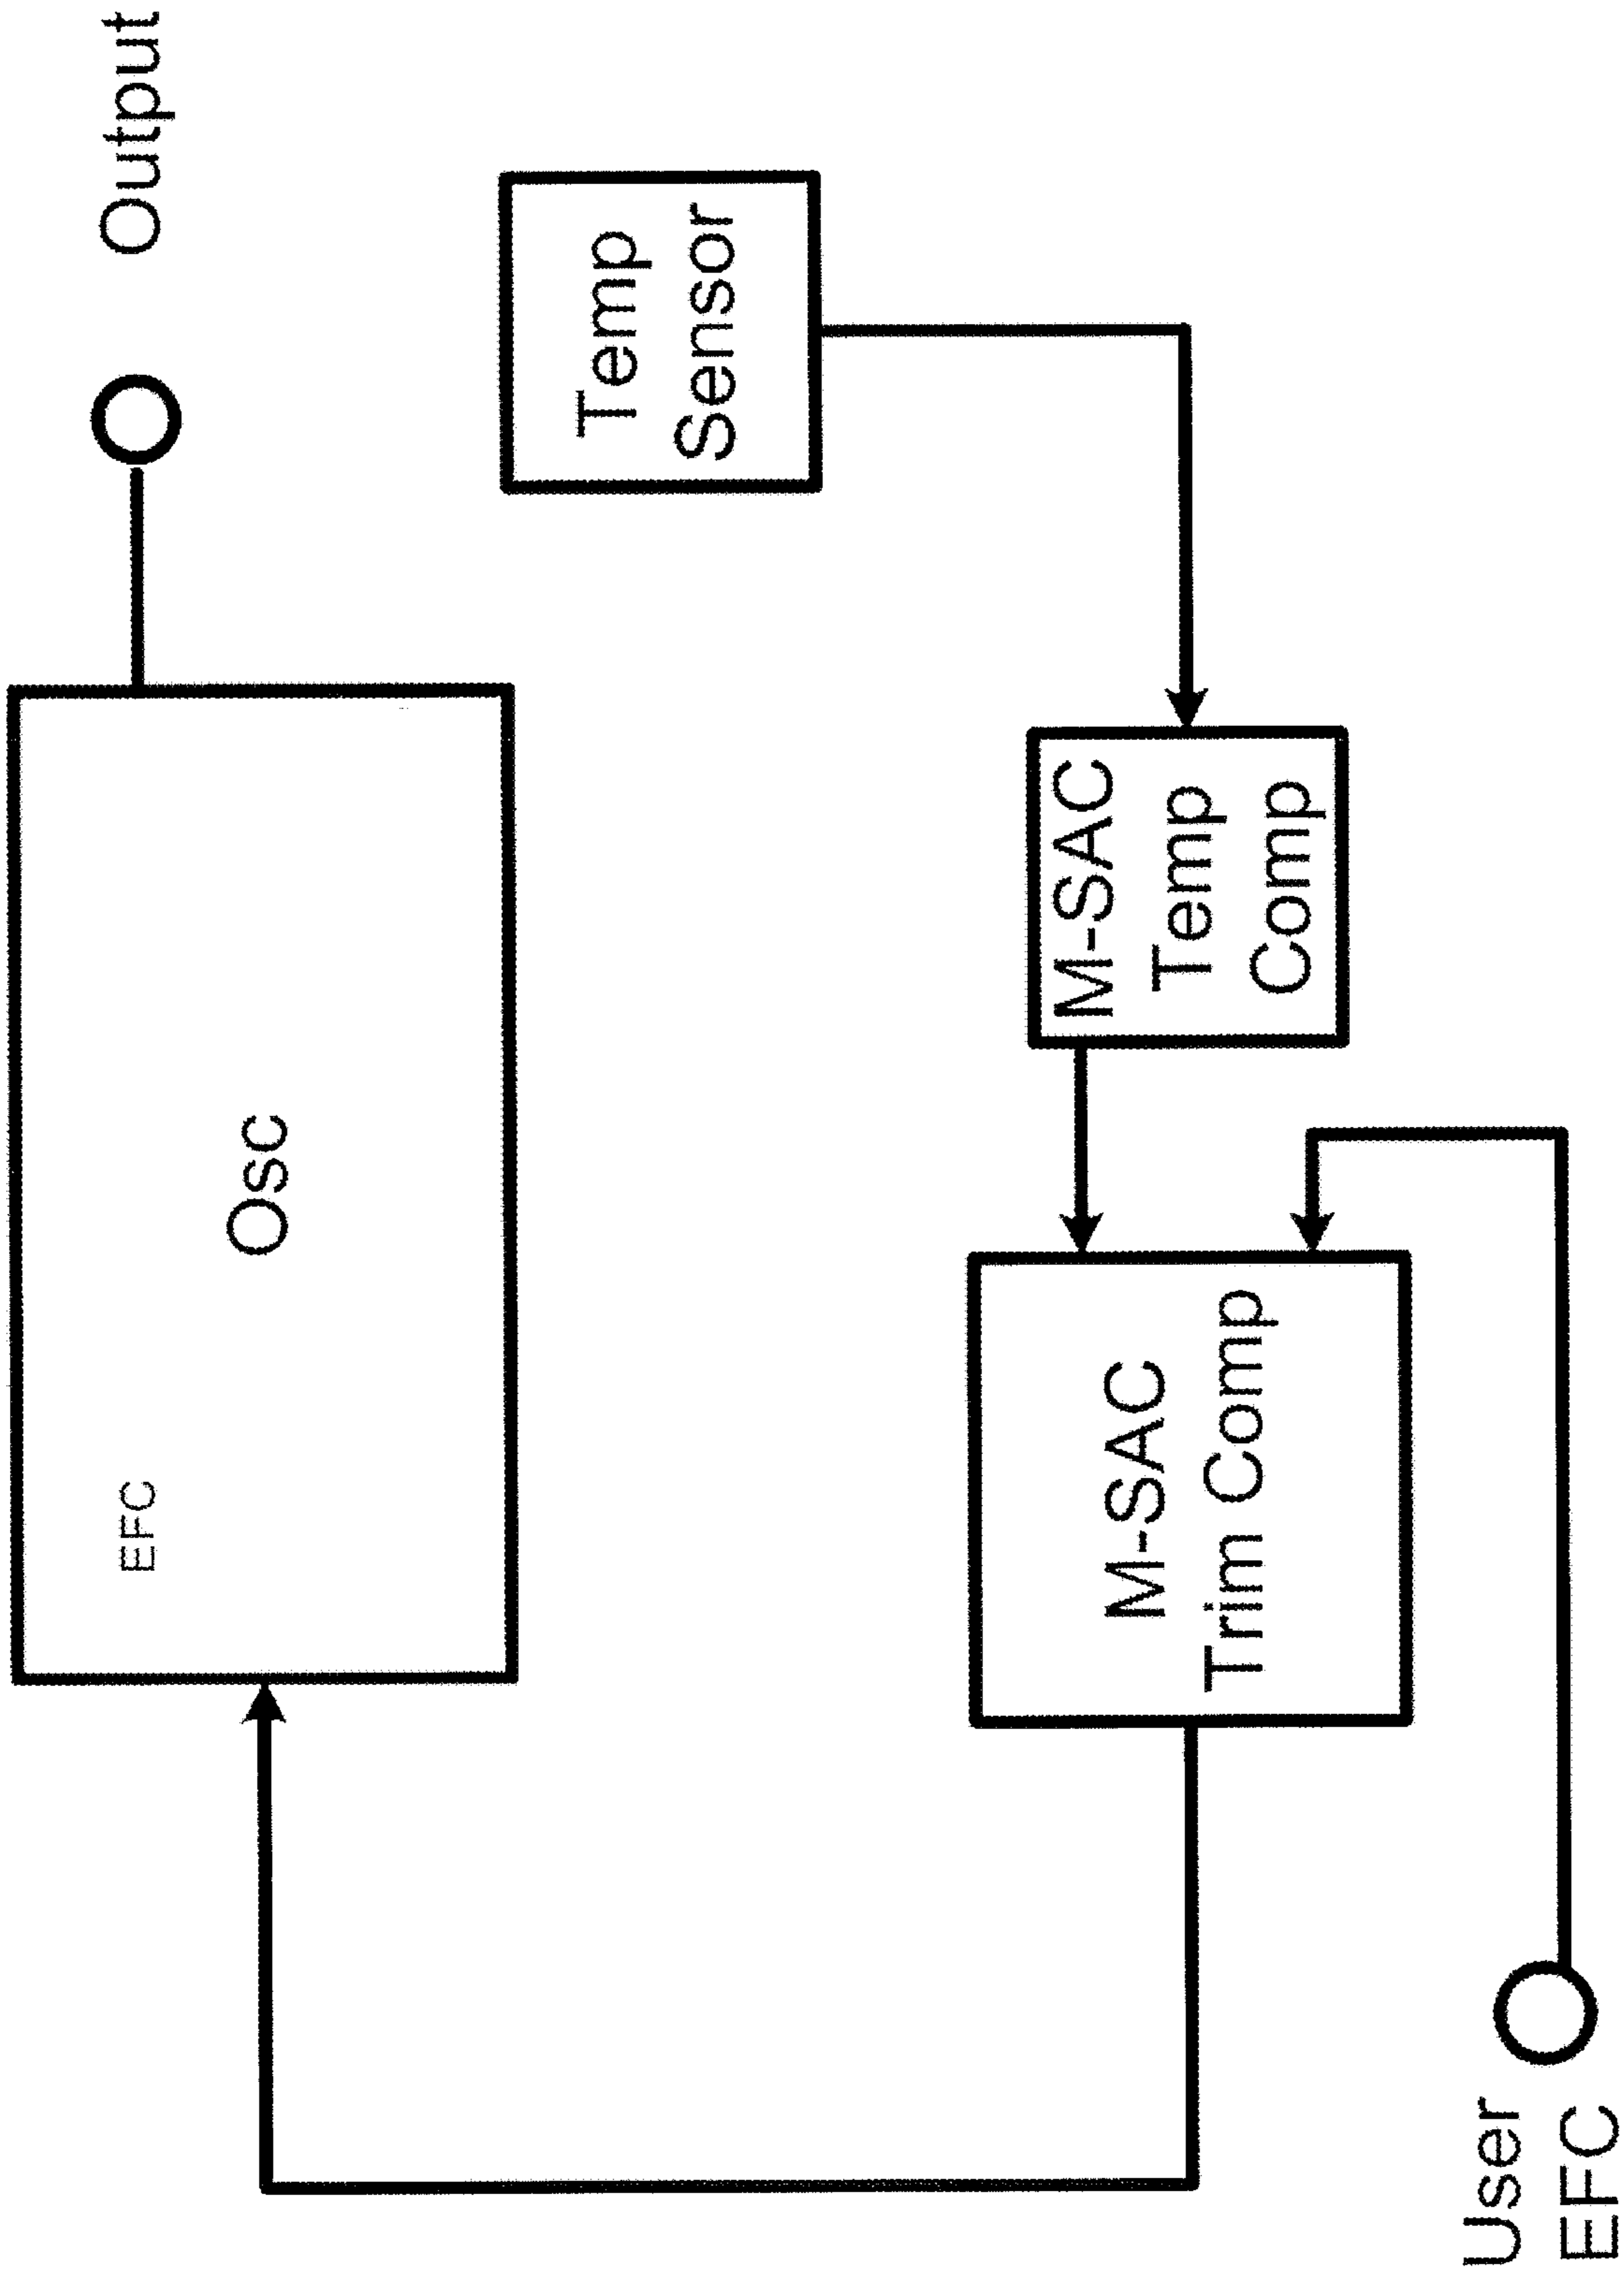 Output
EFC
Osc
Temp
Sensor
M-SAC
Temp
Comp
M-SAC
Trim Comp
User
EFC